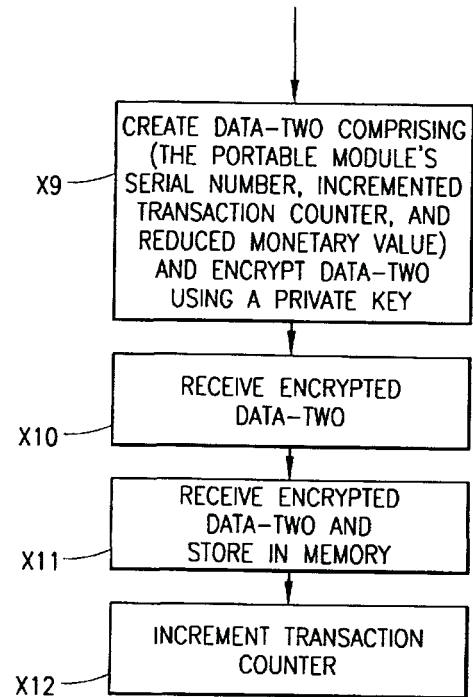 CREATE DATA-TWO COMPRISING
(THE PORTABLE MODULE'S
SERIAL NUMBER, INCREMENTED
TRANSACTION COUNTER, AND
REDUCED MONETARY VALUE)
AND ENCRYPT DATA-TWO
USING A PRIVATE KEY
X9
RECEIVE ENCRYPTED
DATA-TWO
X10
RECEIVE ENCRYPTED
DATA-TWO AND
STORE IN MEMORY
X11
INCREMENT TRANSACTION
COUNTER
X12